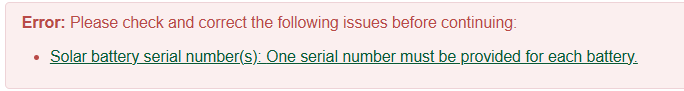 Error: Please check and correct the following issues before continuing:
• Solar battery serial number(s): One serial number must be provided for each battery.